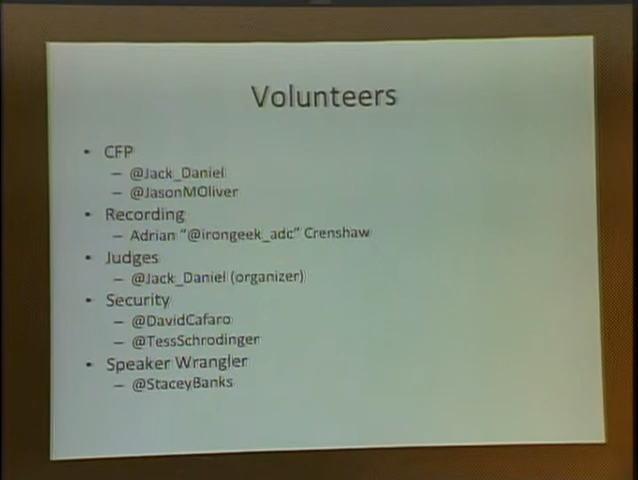 Volunteers
• CFP
– @Jack_Daniel
– @JasonMOliver
• Recording
– Adrian "@irongeek_adc" Crenshaw
• Judges
– @Jack_Daniel (organizer)
• Security
– @DavidCafaro
– @TessSchrodinger
• Speaker Wrangler
– @StaceyBanks